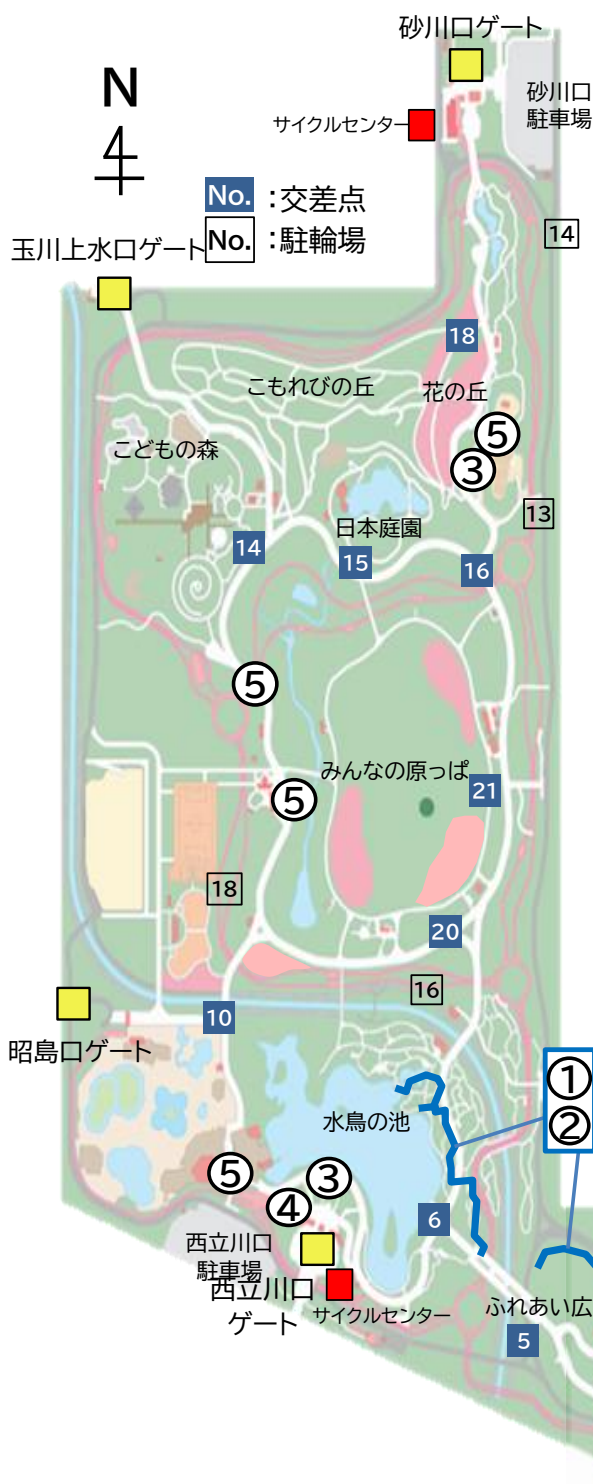 砂川口ゲート
N
砂川口
駐車場
サイクルセンター
No. :交差点
No. :駐輪場
14
玉川上水口ゲート
18
こもれびの丘
花の丘
こどもの森
⑤
③
13
日本庭園
14
15
16
⑤
みんなの原っぱ
21
⑤
18
20
16
10
昭島口ゲート
①
②
水鳥の池
⑤
③
④
6
西立川口
駐車場
西立川口
ゲート
サイクルセンター
ふれあい広
5